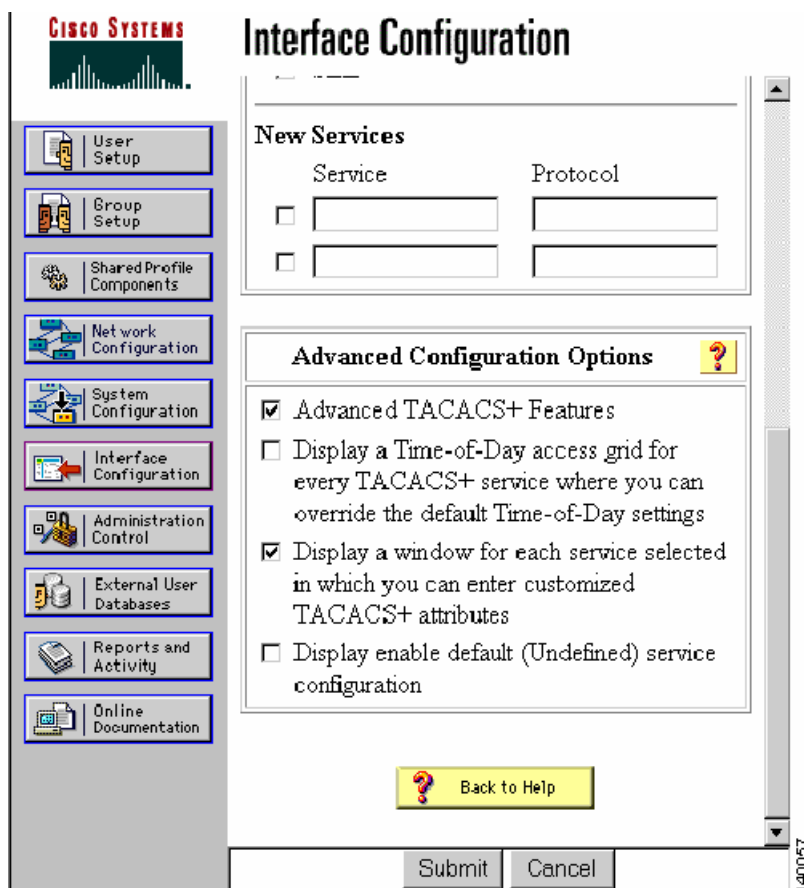 CISCO SYSTEMS
Interface Configuration
User
Setup
Group
Setup
Shared Profile
Components
Network
Configuration
System
Configuration
Interface
Configuration
Administration
Control
External User
Databases
Reports and
Activity
Online
Documentation
New Services
Service Protocol
Advanced Configuration Options
?
Advanced TACACS+ Features
Display a Time-of-Day access grid for
every TACACS+ service where you can
override the default Time-of-Day settings
Display a window for each service selected
in which you can enter customized
TACACS+ attributes
Display enable default (Undefined) service
configuration
? Back to Help
Submit Cancel
40057